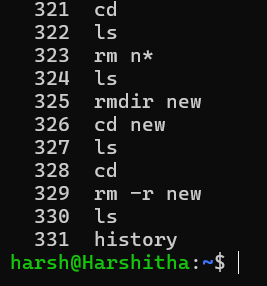 321 cd
322 ls
323 rm n*
324 ls
325 rmdir new
326 cd new
327 ls
328 cd
329 rm -r new
330 ls
331 history
harsh@Harshitha:~$